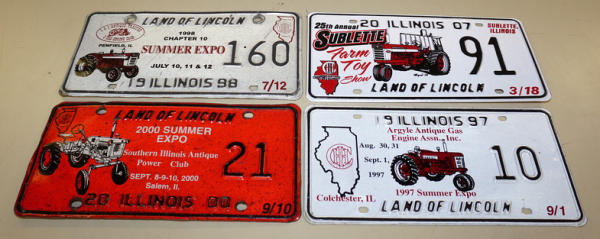 LAND OF LINCOLN
1998
CHAPTER 10
PENFIELD, IL
SUMMER EXPO
160
JULY 10, 11 & 12
19 ILLINOIS 98
7/12
20 ILLINOIS 07
25th Annual
SUBLETTE
SUBLETTE,
ILLINOIS
Farm
Toy
Show
91
LAND OF LINCOLN
3/18
LAND OF LINCOLN
2000 SUMMER
EXPO
Southern Illinois Antique
Power Club
21
SEPT. 8-9-10, 2000
Salem, Il.
20 ILLINOIS 00
9/10
19 ILLINOIS 97
Argyle Antique Gas
Engine Assn., Inc.
Aug. 30, 31
Sept. 1,
1997
10
1997 Summer Expo
Colchester, IL
LAND OF LINCOLN
9/1